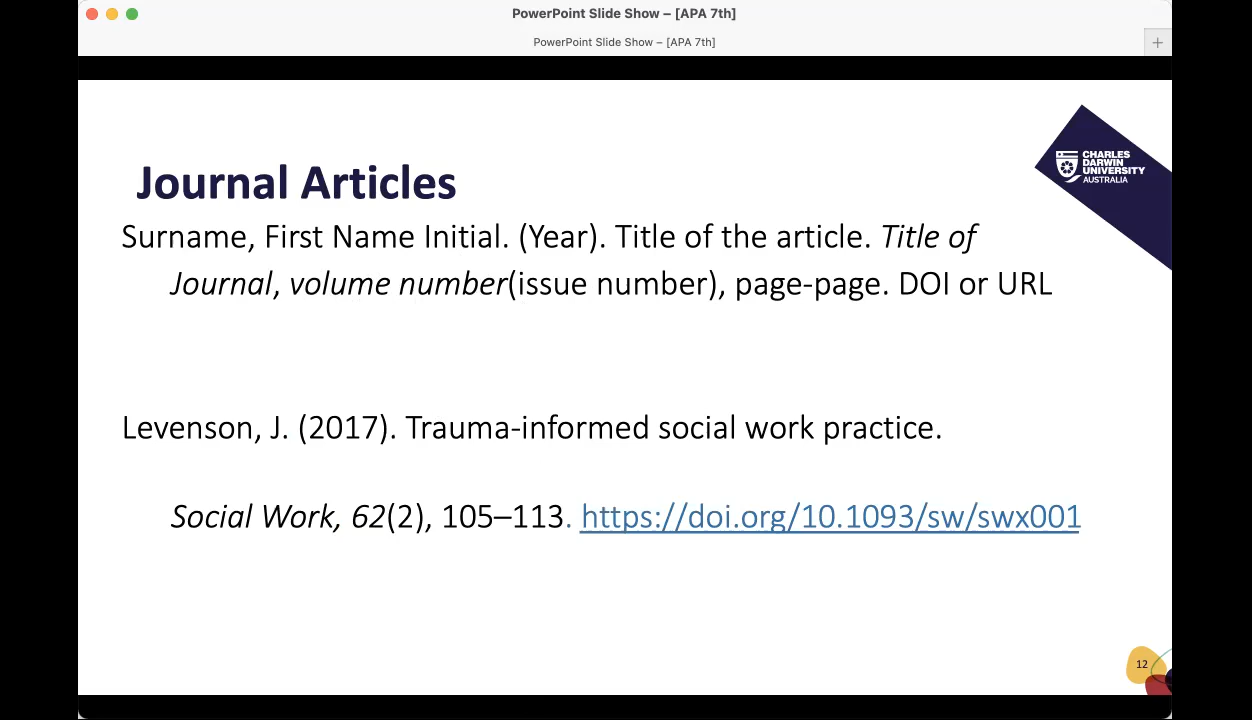 PowerPoint Slide Show – [APA 7th]
PowerPoint Slide Show – [APA 7th]
+
CHARLES
DARWIN
UNIVERSITY
AUSTRALIA
Journal Articles
Surname, First Name Initial. (Year). Title of the article. Title of
Journal, volume number(issue number), page-page. DOI or URL
Levenson, J. (2017). Trauma-informed social work practice.
Social Work, 62(2), 105–113. https://doi.org/10.1093/sw/swx001
12